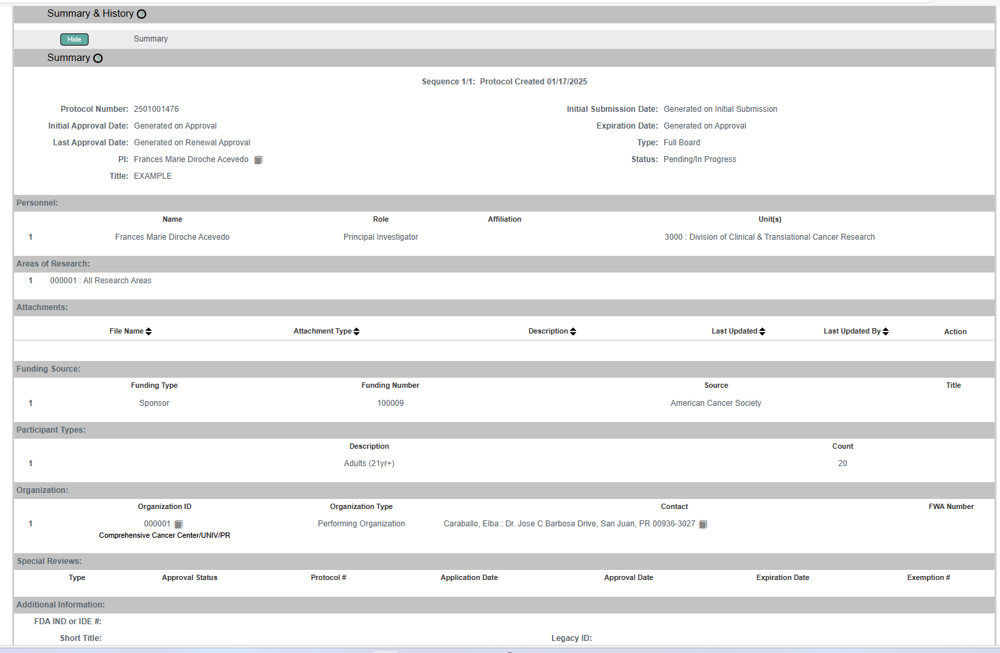 Summary & History
Hide Summary
Summary
Sequence 1/1: Protocol Created 01/17/2025
Protocol Number: 2501001476 Initial Submission Date: Generated on Initial Submission
Initial Approval Date: Generated on Approval Expiration Date: Generated on Approval
Last Approval Date: Generated on Renewal Approval Type: Full Board
PI: Frances Marie Diroche Acevedo Status: Pending/In Progress
Title: EXAMPLE
Personnel:
Name Role Affiliation Unit(s)
1 Frances Marie Diroche Acevedo Principal Investigator 3000 : Division of Clinical & Translational Cancer Research
Areas of Research:
1 000001 : All Research Areas
Attachments:
File Name Attachment Type Description Last Updated Last Updated By Action
Funding Source:
Funding Type Funding Number Source Title
1 Sponsor 100009 American Cancer Society
Participant Types:
Description Count
1 Adults (21yr+) 20
Organization:
Organization ID Organization Type Contact FWA Number
1 000001 Performing Organization Caraballo, Elba : Dr. Jose C Barbosa Drive, San Juan, PR 00936-3027
Comprehensive Cancer Center/UNIV/PR
Special Reviews:
Type Approval Status Protocol # Application Date Approval Date Expiration Date Exemption #
Additional Information:
FDA IND or IDE #:
Short Title: Legacy ID: